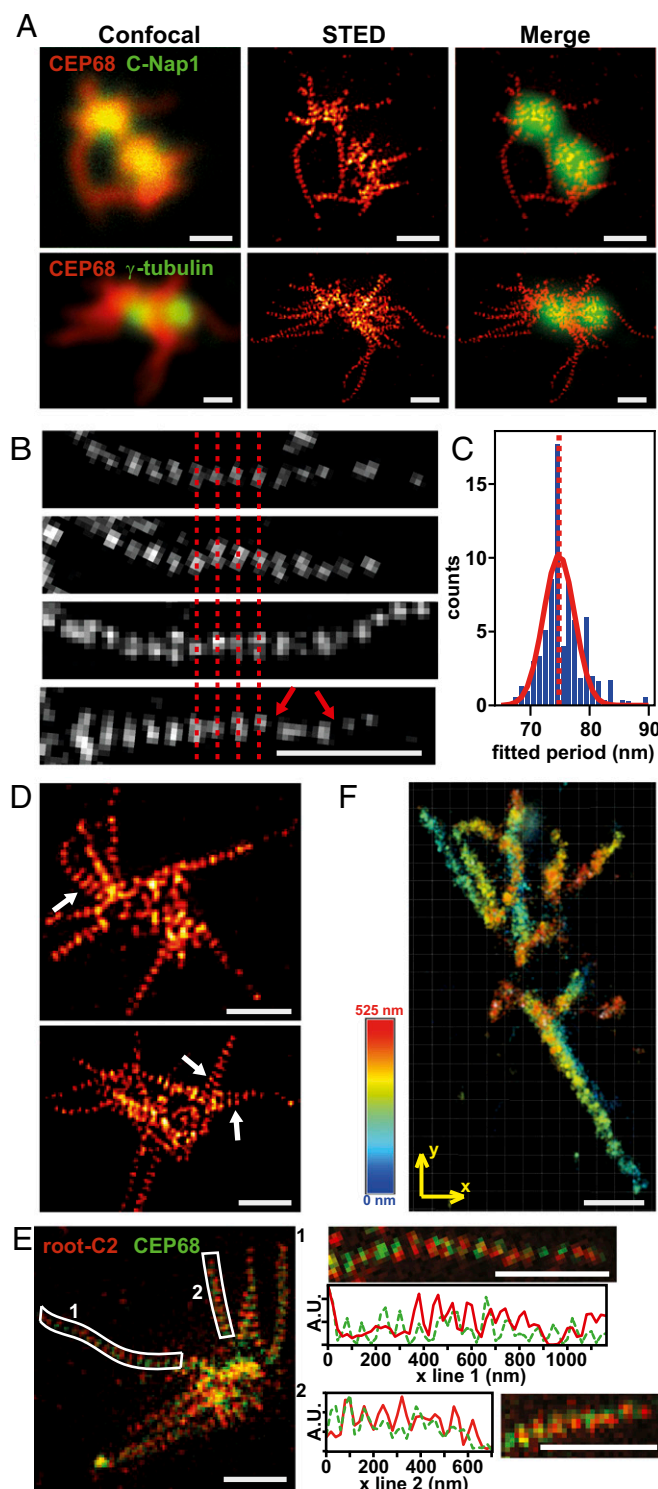 A
Confocal STED Merge
CEP68 C-Nap1
CEP68 γ-tubulin
B
C
15
10
5
0
counts
70 80 90
fitted period (nm)
D
F
525 nm
0 nm
y
x
E
root-C2 CEP68
1
2
1
A.U.
0 200 400 600 800 1000
x line 1 (nm)
2
A.U.
0 200 400 600
x line 2 (nm)